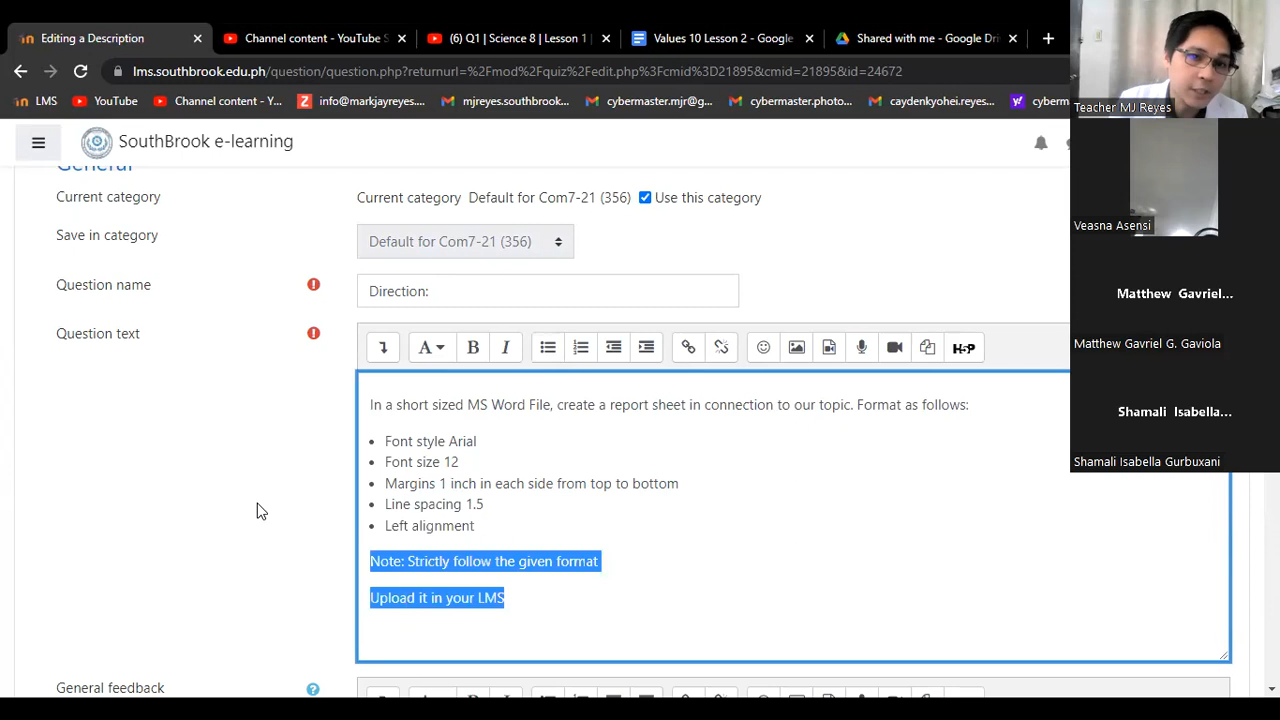 Editing a Description
Channel content - YouTube S
(6) Q1 | Science 8 | Lesson 1 |
Values 10 Lesson 2 - Google
Shared with me - Google Dri
lms.southbrook.edu.ph/question/question.php?returnurl=%2Fmod%2Fquiz%2Fedit.php%3Fcmid%3D21895&cmid=21895&id=24672
LMS
YouTube
Channel content - Y...
info@markjayreyes...
mjreyes.southbrook...
cybermaster.mjr@g...
cybermaster.photo...
caydenkyohei.reyes...
cyberm
Teacher MJ Reyes
SouthBrook e-learning
General
Current category
Current category Default for Com7-21 (356) Use this category
Save in category
Default for Com7-21 (356)
Question name
Direction:
Question text
A B I
H5P
In a short sized MS Word File, create a report sheet in connection to our topic. Format as follows:
Font style Arial
Font size 12
Margins 1 inch in each side from top to bottom
Line spacing 1.5
Left alignment
Note: Strictly follow the given format
Upload it in your LMS
General feedback
Veasna Asensi
Matthew Gavriel...
Matthew Gavriel G. Gaviola
Shamali Isabella...
Shamali Isabella Gurbuxani